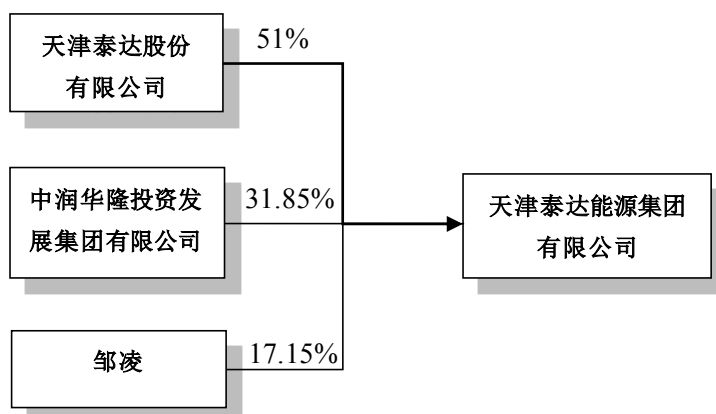 天津泰达股份
有限公司
51%
中润华隆投资发
展集团有限公司
31.85%
邹凌
17.15%
天津泰达能源集团
有限公司